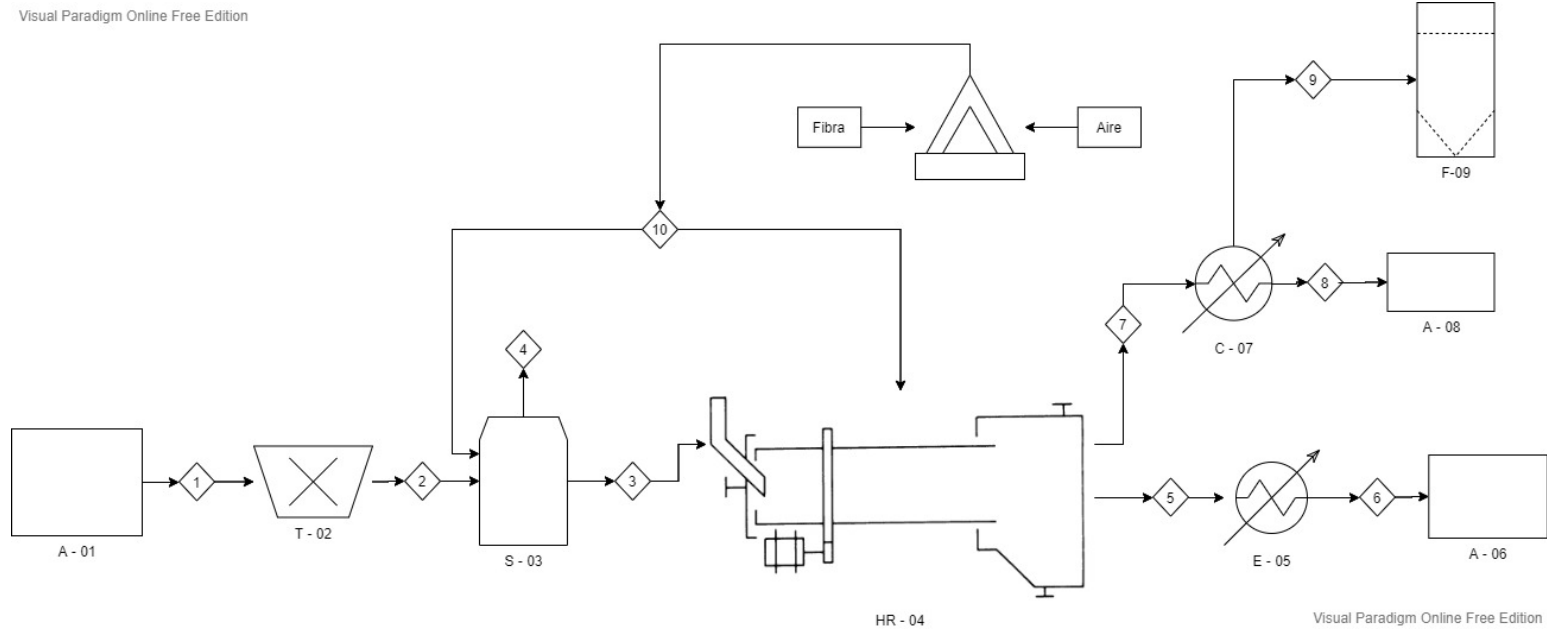 Visual Paradigm Online Free Edition
9
Fibra
Aire
F-09
10
8
7
A - 08
C - 07
4
1
2
3
5
6
T - 02
A - 01
S - 03
E - 05
A - 06
HR - 04
Visual Paradigm Online Free Edition